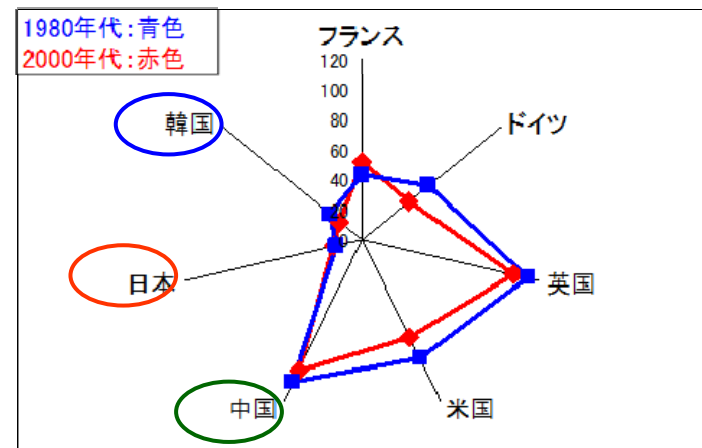 1980年代:青色
2000年代:赤色
フランス
120
100
80
60
40
20
0
韓国
ドイツ
日本
英国
中国
米国